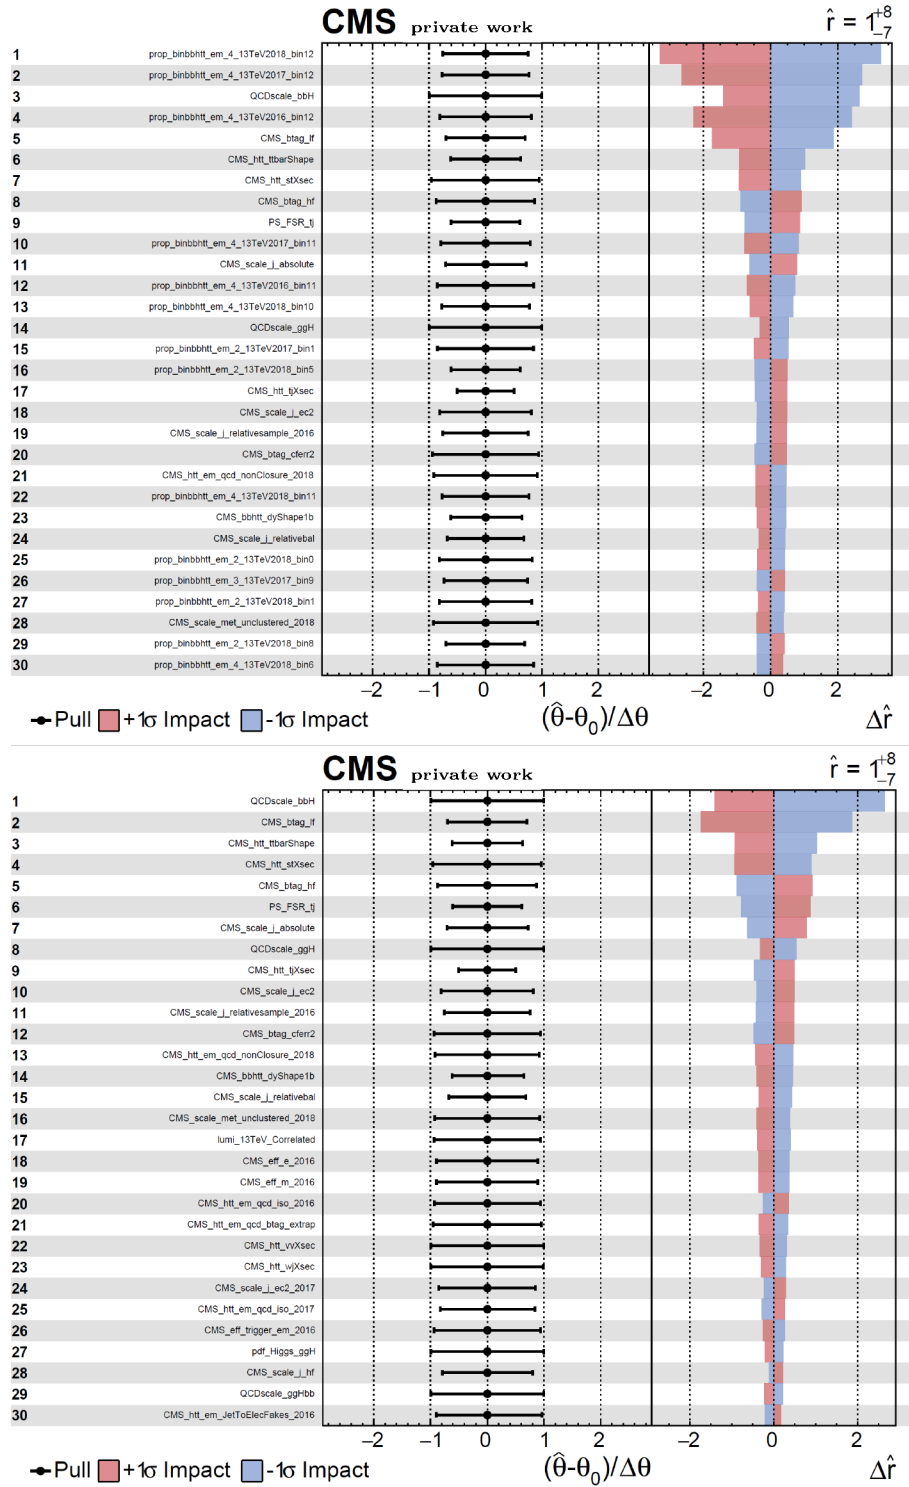 CMS private work r̂ = 1 +8 −7
1 prop_binbbhtt_em_4_13TeV2018_bin12
2 prop_binbbhtt_em_4_13TeV2017_bin12
3 QCDscale_bbH
4 prop_binbbhtt_em_4_13TeV2016_bin12
5 CMS_btag_lf
6 CMS_htt_ttbarShape
7 CMS_htt_stXsec
8 CMS_btag_hf
9 PS_FSR_tj
10 prop_binbbhtt_em_4_13TeV2017_bin11
11 CMS_scale_j_absolute
12 prop_binbbhtt_em_4_13TeV2016_bin11
13 prop_binbbhtt_em_4_13TeV2018_bin10
14 QCDscale_ggH
15 prop_binbbhtt_em_2_13TeV2017_bin1
16 prop_binbbhtt_em_2_13TeV2018_bin5
17 CMS_htt_tjXsec
18 CMS_scale_j_ec2
19 CMS_scale_j_relativesample_2016
20 CMS_btag_cferr2
21 CMS_htt_em_qcd_nonClosure_2018
22 prop_binbbhtt_em_4_13TeV2018_bin11
23 CMS_bbhtt_dyShape1b
24 CMS_scale_j_relativebal
25 prop_binbbhtt_em_2_13TeV2018_bin0
26 prop_binbbhtt_em_3_13TeV2017_bin9
27 prop_binbbhtt_em_2_13TeV2018_bin1
28 CMS_scale_met_unclustered_2018
29 prop_binbbhtt_em_2_13TeV2018_bin8
30 prop_binbbhtt_em_4_13TeV2018_bin6
−2 −1 0 1 2 −2 0 2
Pull +1σ Impact -1σ Impact (θ̂-θ0)/Δθ Δr̂
CMS private work r̂ = 1 +8 −7
1 QCDscale_bbH
2 CMS_btag_lf
3 CMS_htt_ttbarShape
4 CMS_htt_stXsec
5 CMS_btag_hf
6 PS_FSR_tj
7 CMS_scale_j_absolute
8 QCDscale_ggH
9 CMS_htt_tjXsec
10 CMS_scale_j_ec2
11 CMS_scale_j_relativesample_2016
12 CMS_btag_cferr2
13 CMS_htt_em_qcd_nonClosure_2018
14 CMS_bbhtt_dyShape1b
15 CMS_scale_j_relativebal
16 CMS_scale_met_unclustered_2018
17 lumi_13TeV_Correlated
18 CMS_eff_e_2016
19 CMS_eff_m_2016
20 CMS_htt_em_qcd_iso_2016
21 CMS_htt_em_qcd_btag_extrap
22 CMS_htt_vvXsec
23 CMS_htt_wjXsec
24 CMS_scale_j_ec2_2017
25 CMS_htt_em_qcd_iso_2017
26 CMS_eff_trigger_em_2016
27 pdf_Higgs_ggH
28 CMS_scale_j_hf
29 QCDscale_ggHbb
30 CMS_htt_em_JetToElecFakes_2016
−2 −1 0 1 2 −2 0 2
Pull +1σ Impact -1σ Impact (θ̂-θ0)/Δθ Δr̂